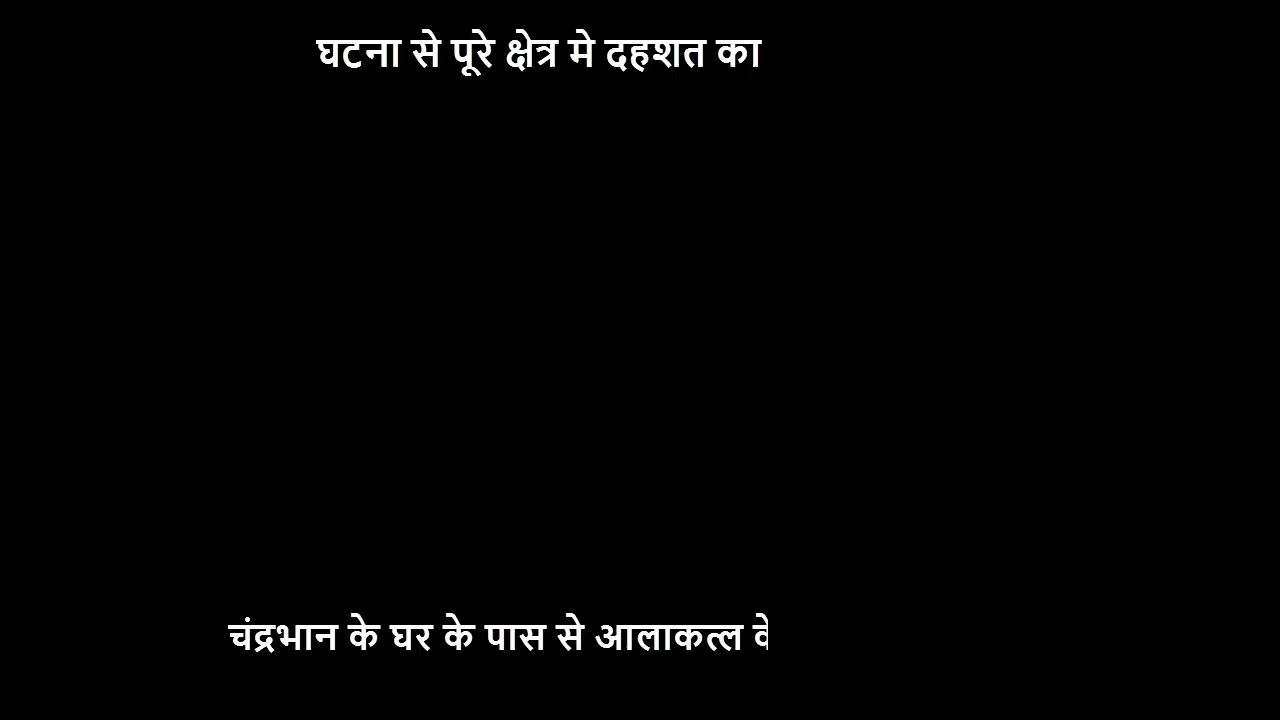 घटना से पूरे क्षेत्र मे दहशत का
चंद्रभान के घर के पास से आलाकत्ल